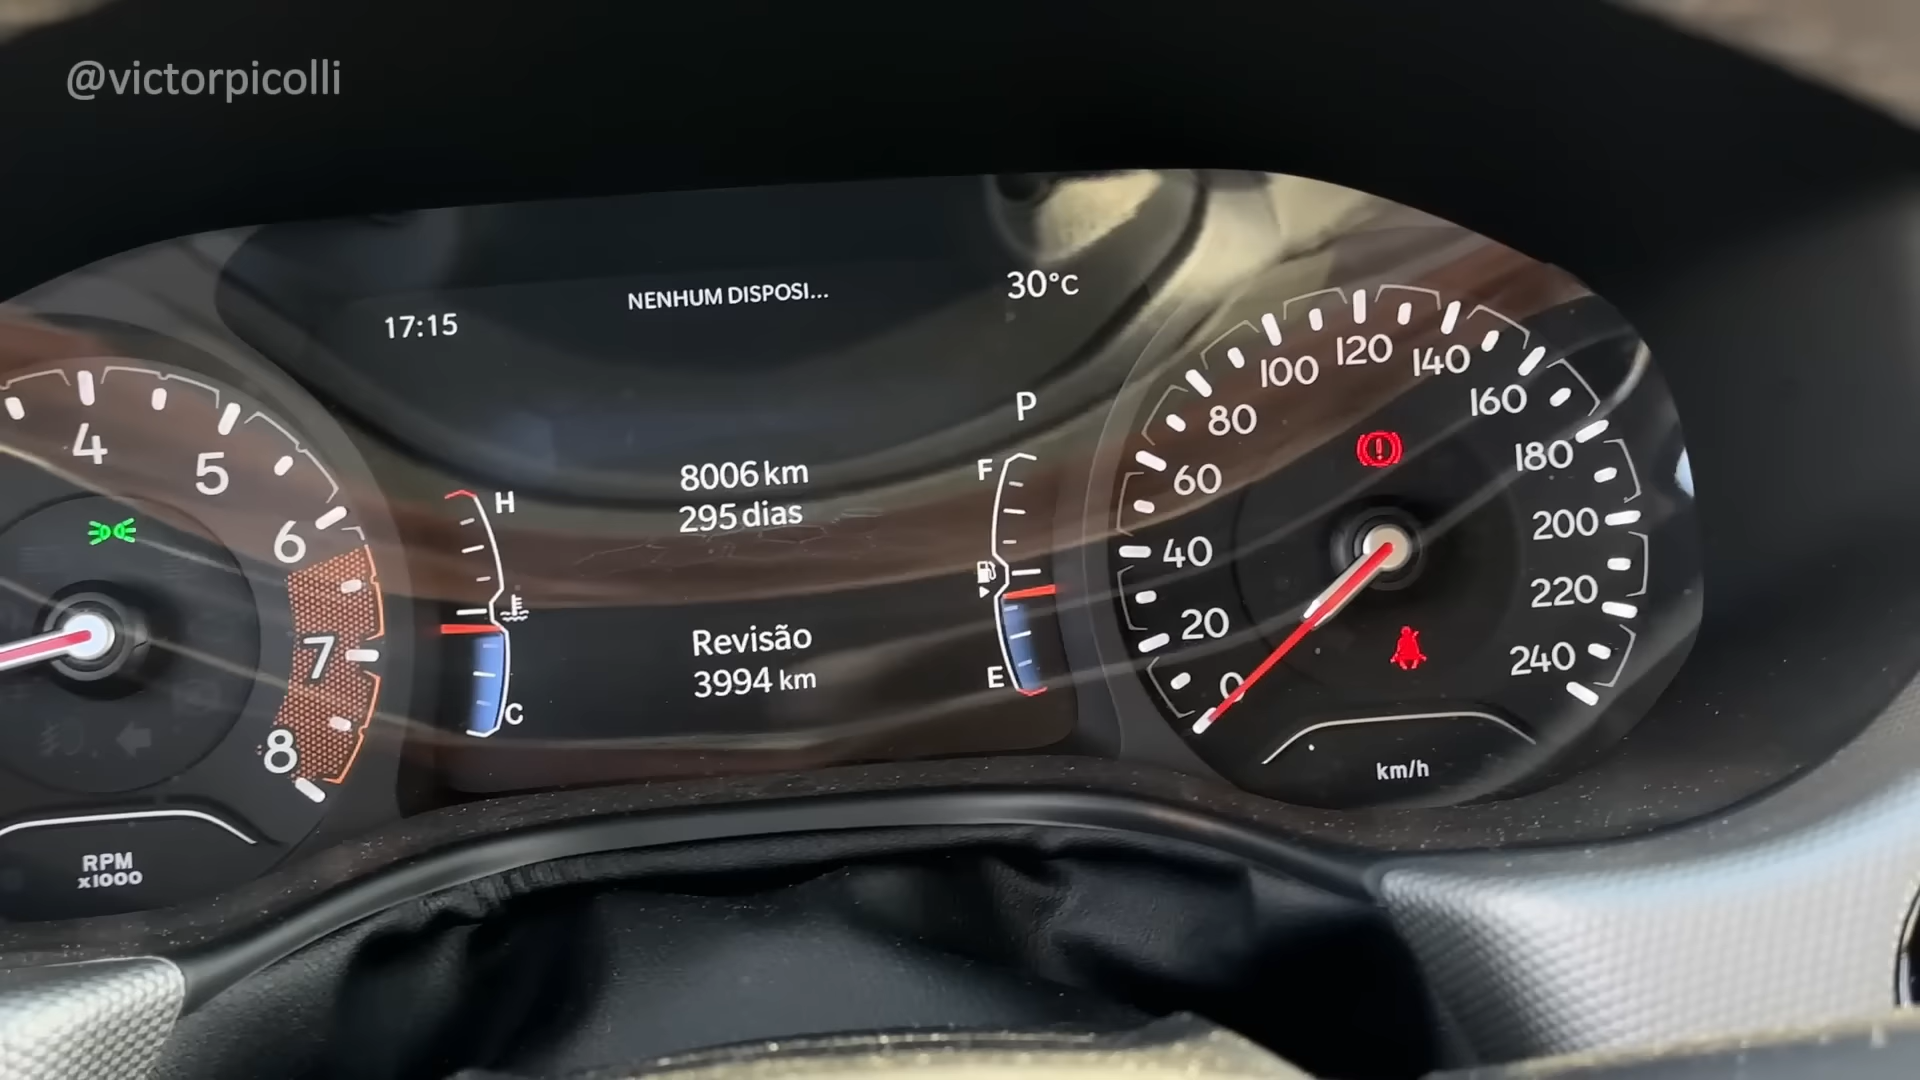 @victorpicolli
17:15
NENHUM DISPOSI...
30°C
P
H
C
8006 km
295 dias
Revisão
3994 km
F
E
4
5
6
7
8
RPM
x1000
0
20
40
60
80
100
120
140
160
180
200
220
240
km/h